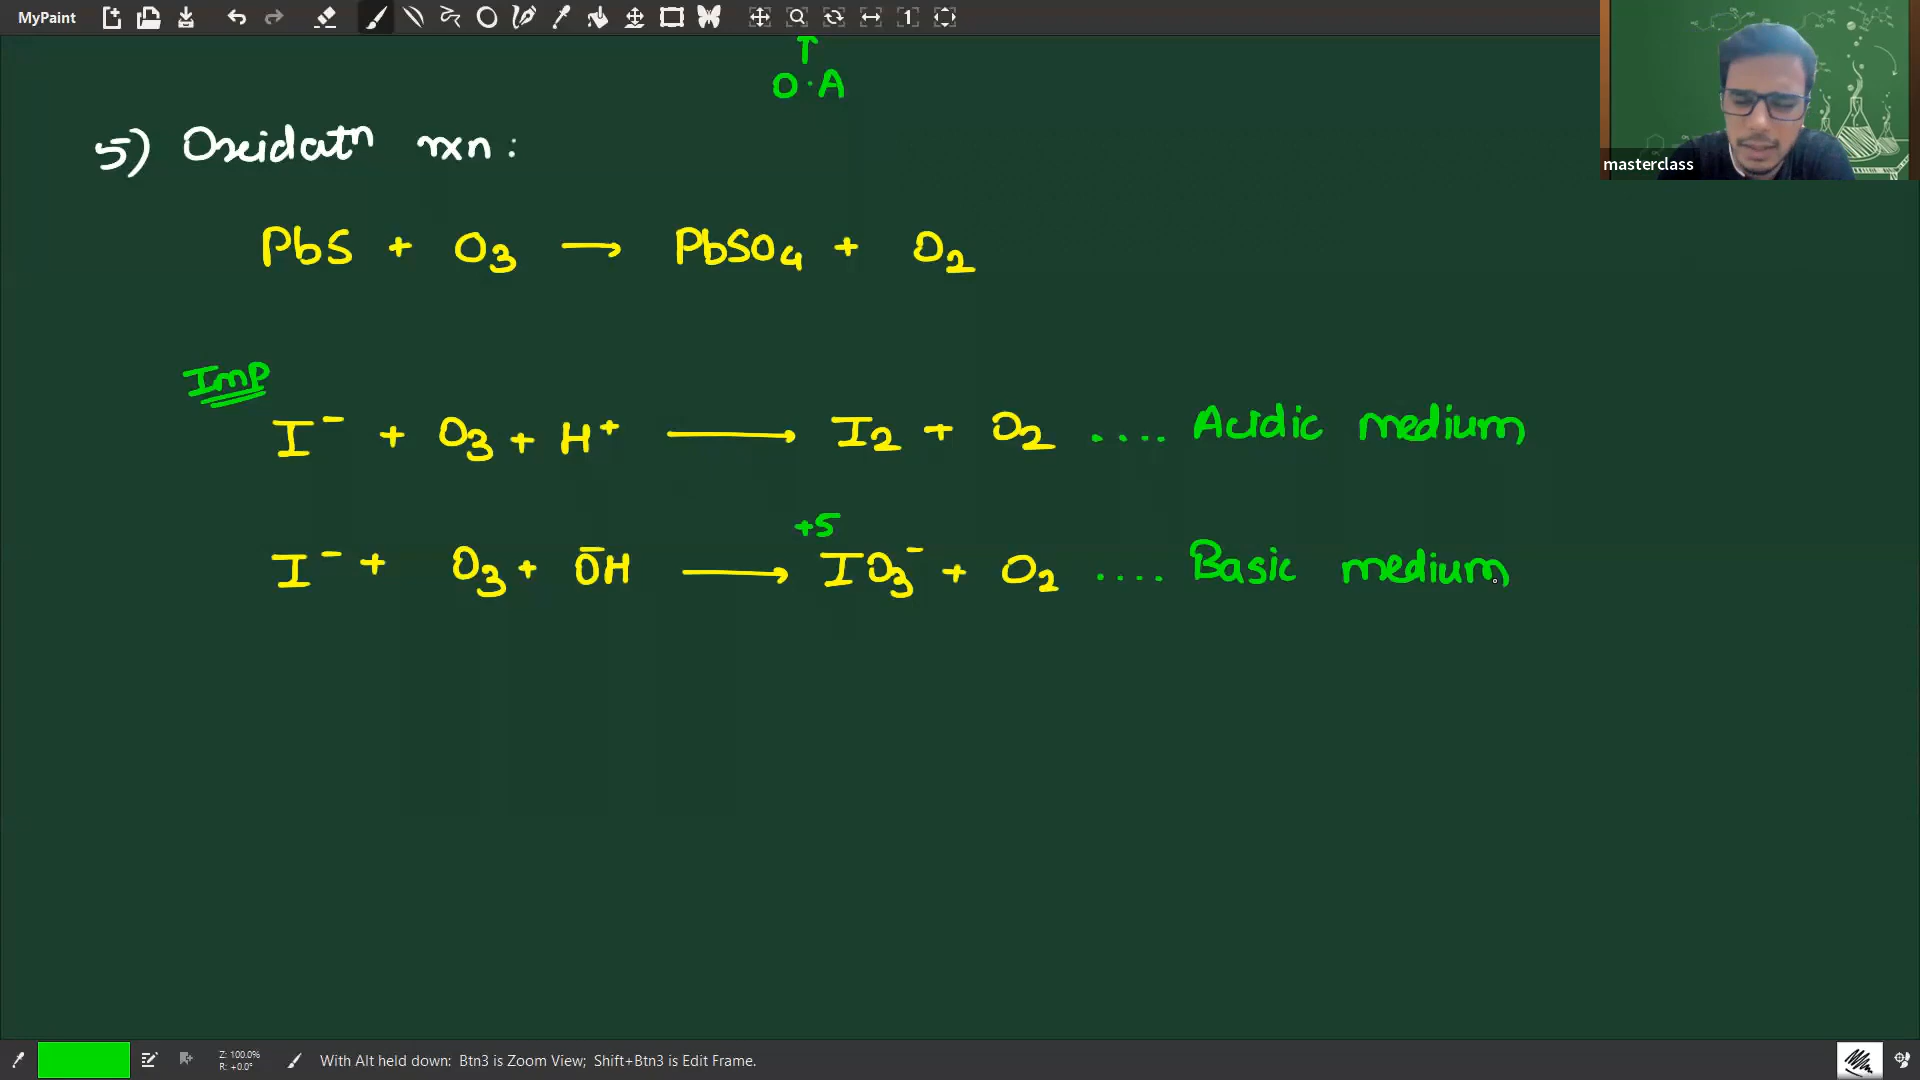 MyPaint
↑
O·A
masterclass
5) Oxidatn rxn:
PbS + O3 → PbSO4 + O2
Imp
I⁻ + O3 + H⁺ → I2 + O2 .... Acidic medium
+5
I⁻ + O3 + ŌH → IO3⁻ + O2 .... Basic medium
Z: 100.0%
R: +0.0°
With Alt held down: Btn3 is Zoom View; Shift+Btn3 is Edit Frame.